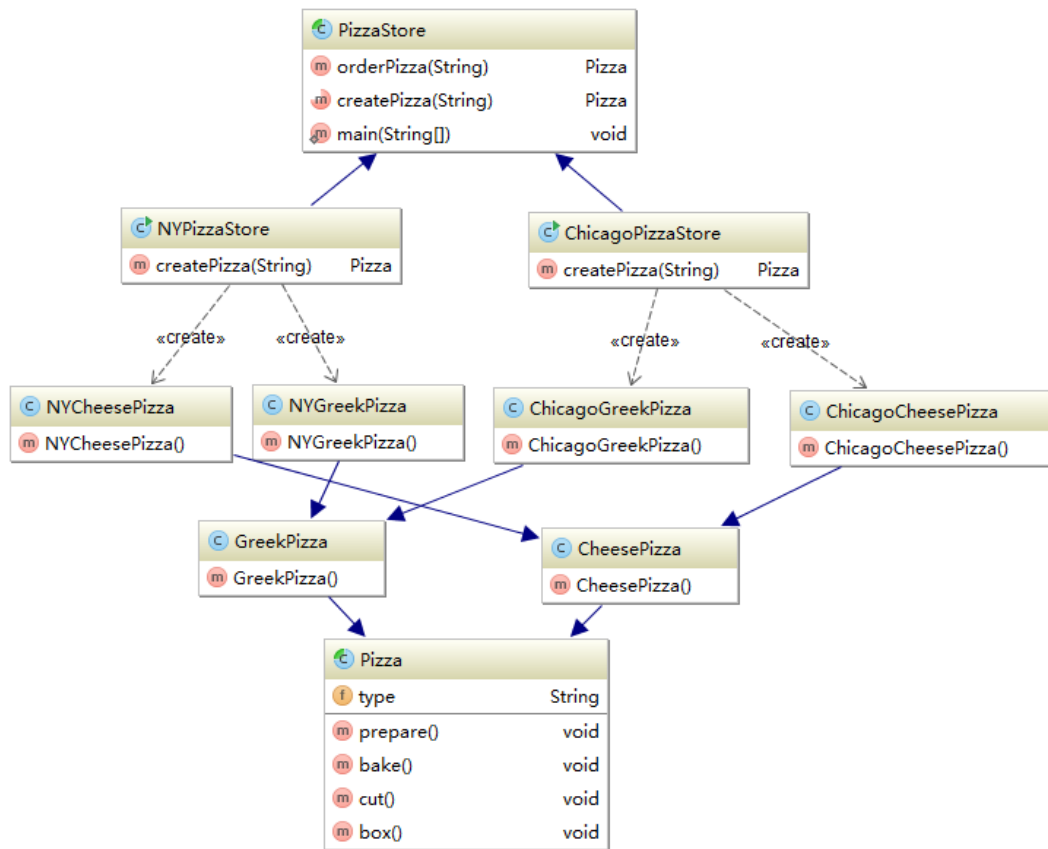 PizzaStore
orderPizza(String) Pizza
createPizza(String) Pizza
main(String[]) void
NYPizzaStore
createPizza(String) Pizza
ChicagoPizzaStore
createPizza(String) Pizza
«create»
«create»
«create»
«create»
NYCheesePizza
NYCheesePizza()
NYGreekPizza
NYGreekPizza()
ChicagoGreekPizza
ChicagoGreekPizza()
ChicagoCheesePizza
ChicagoCheesePizza()
GreekPizza
GreekPizza()
CheesePizza
CheesePizza()
Pizza
type String
prepare() void
bake() void
cut() void
box() void